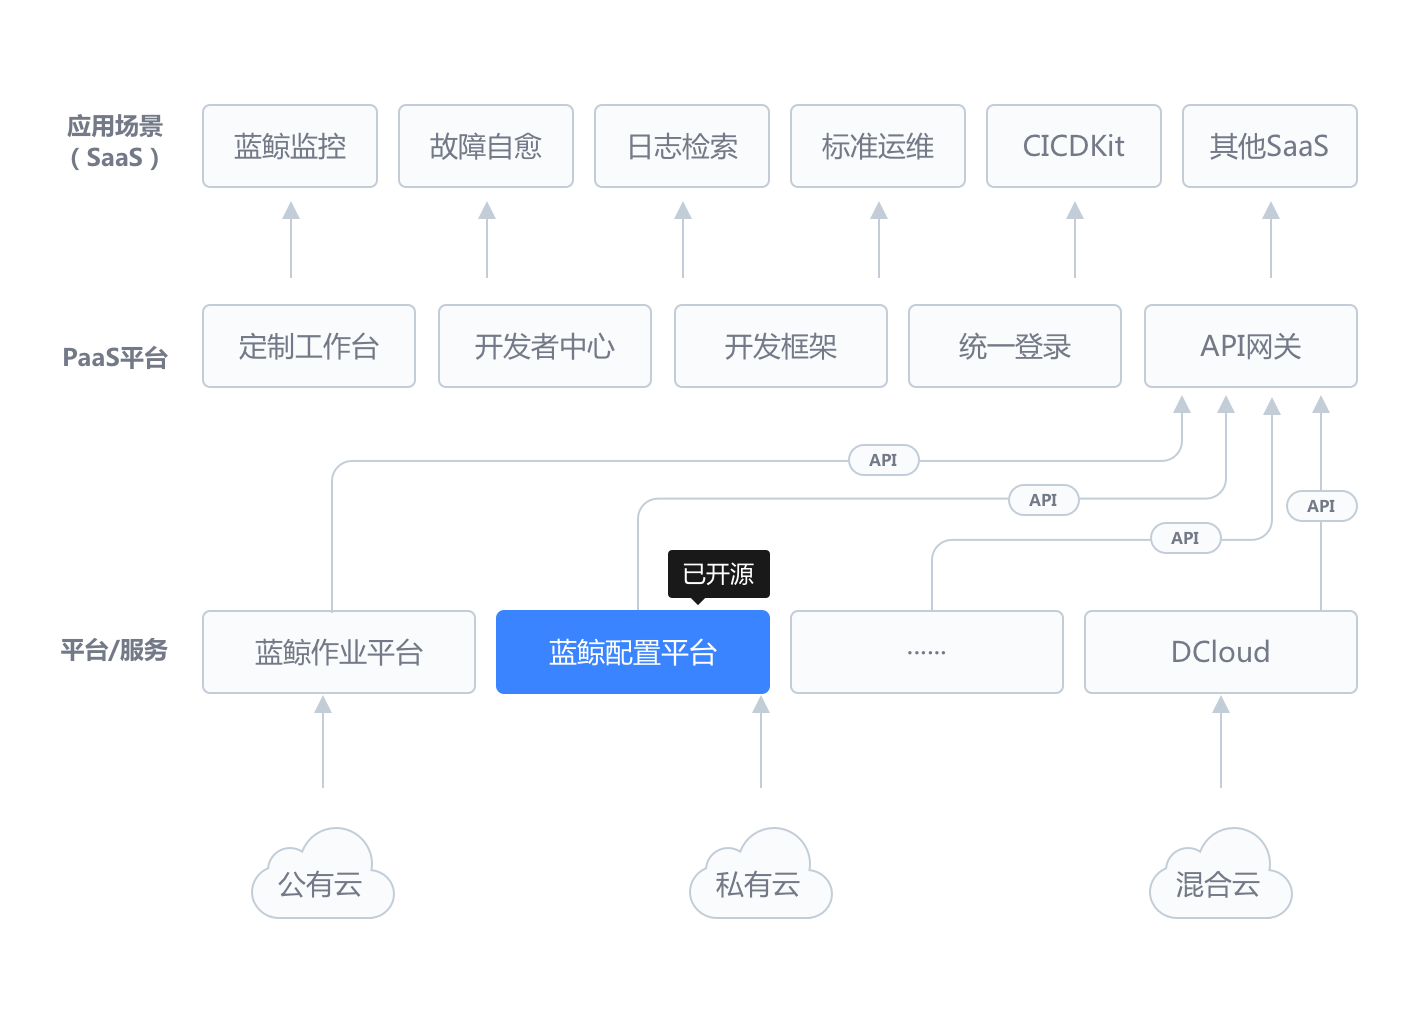 应用场景
（SaaS）
蓝鲸监控
故障自愈
日志检索
标准运维
CICDKit
其他SaaS
PaaS平台
定制工作台
开发者中心
开发框架
统一登录
API网关
API
API
API
API
已开源
平台/服务
蓝鲸作业平台
蓝鲸配置平台
······
DCloud
公有云
私有云
混合云